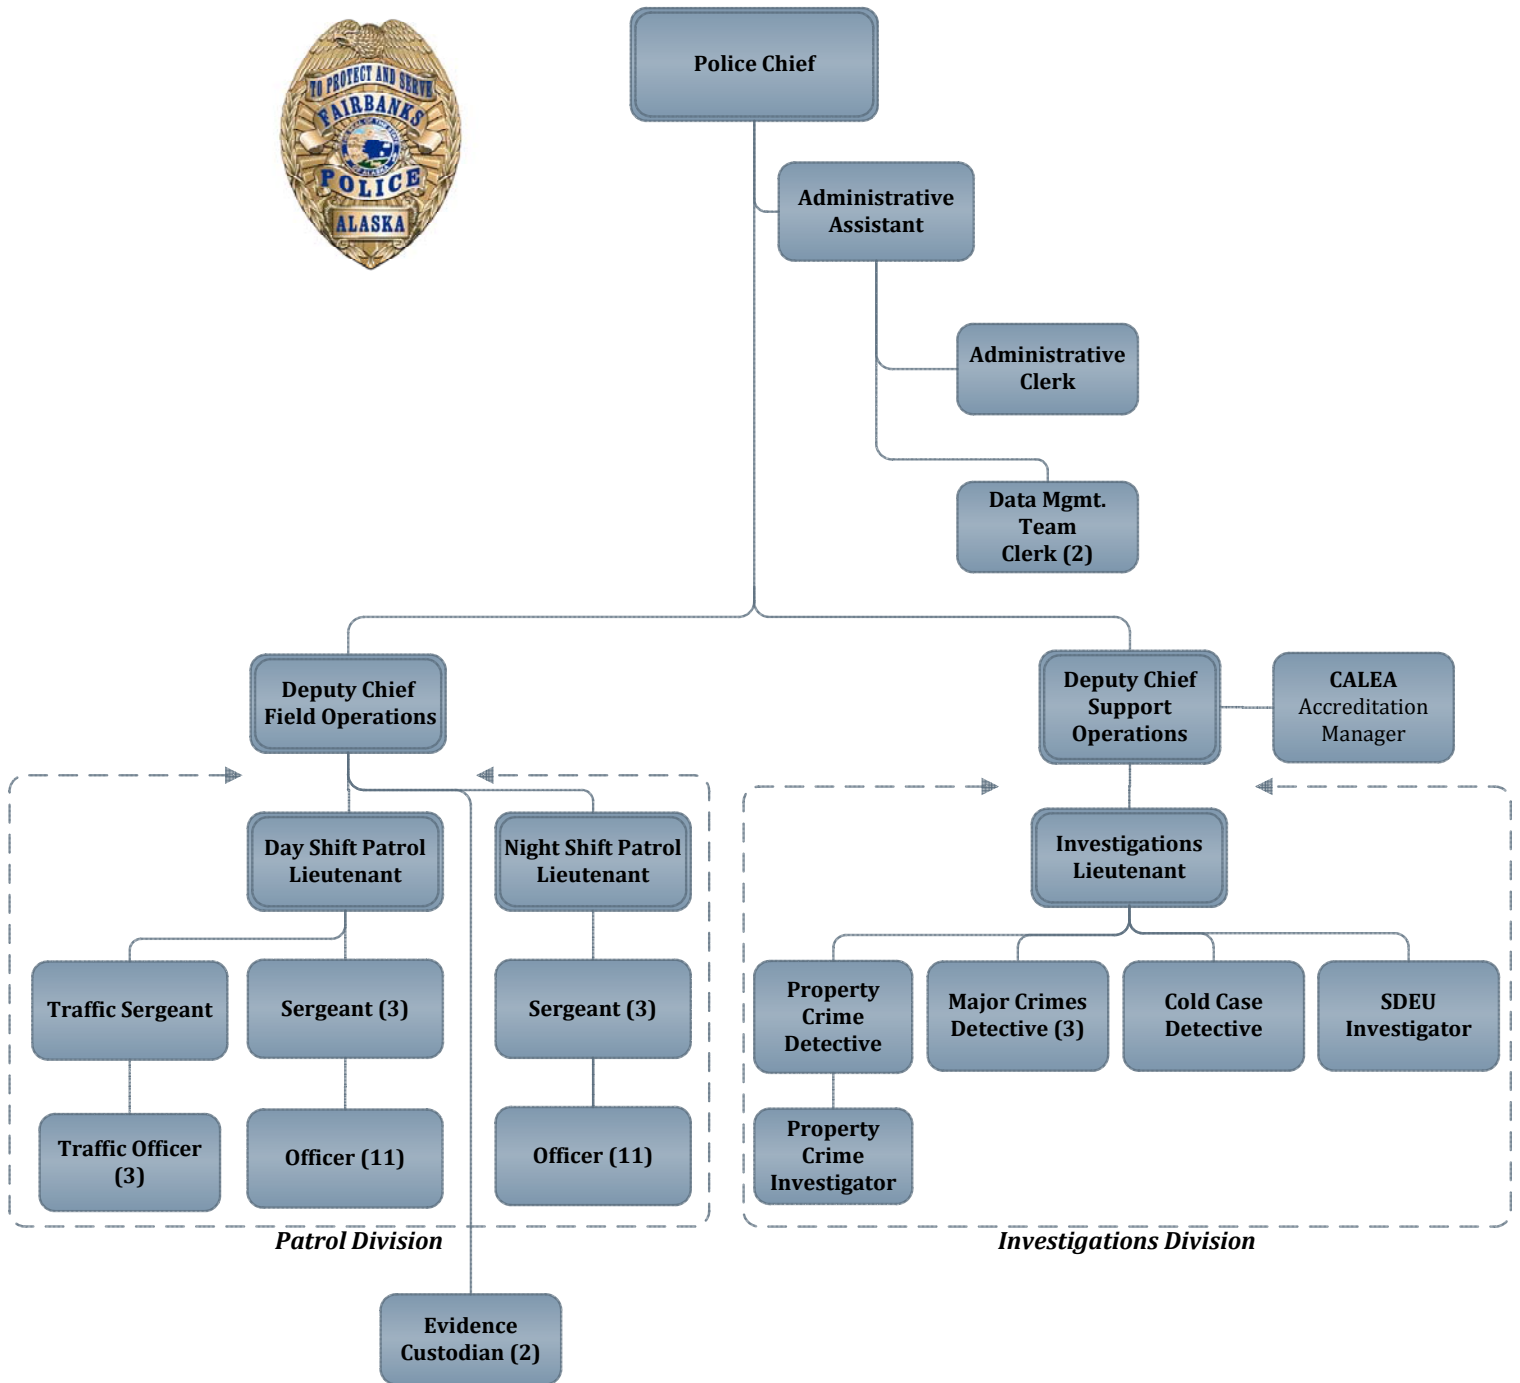 TO PROTECT AND SERVE
FAIRBANKS
OF ALASKA
POLICE
ALASKA
Police Chief
Administrative
Assistant
Administrative
Clerk
Data Mgmt.
Team
Clerk (2)
Deputy Chief
Field Operations
Deputy Chief
Support
Operations
CALEA
Accreditation
Manager
Day Shift Patrol
Lieutenant
Night Shift Patrol
Lieutenant
Investigations
Lieutenant
Traffic Sergeant
Sergeant (3)
Sergeant (3)
Property
Crime
Detective
Major Crimes
Detective (3)
Cold Case
Detective
SDEU
Investigator
Traffic Officer
(3)
Officer (11)
Officer (11)
Property
Crime
Investigator
Patrol Division
Investigations Division
Evidence
Custodian (2)